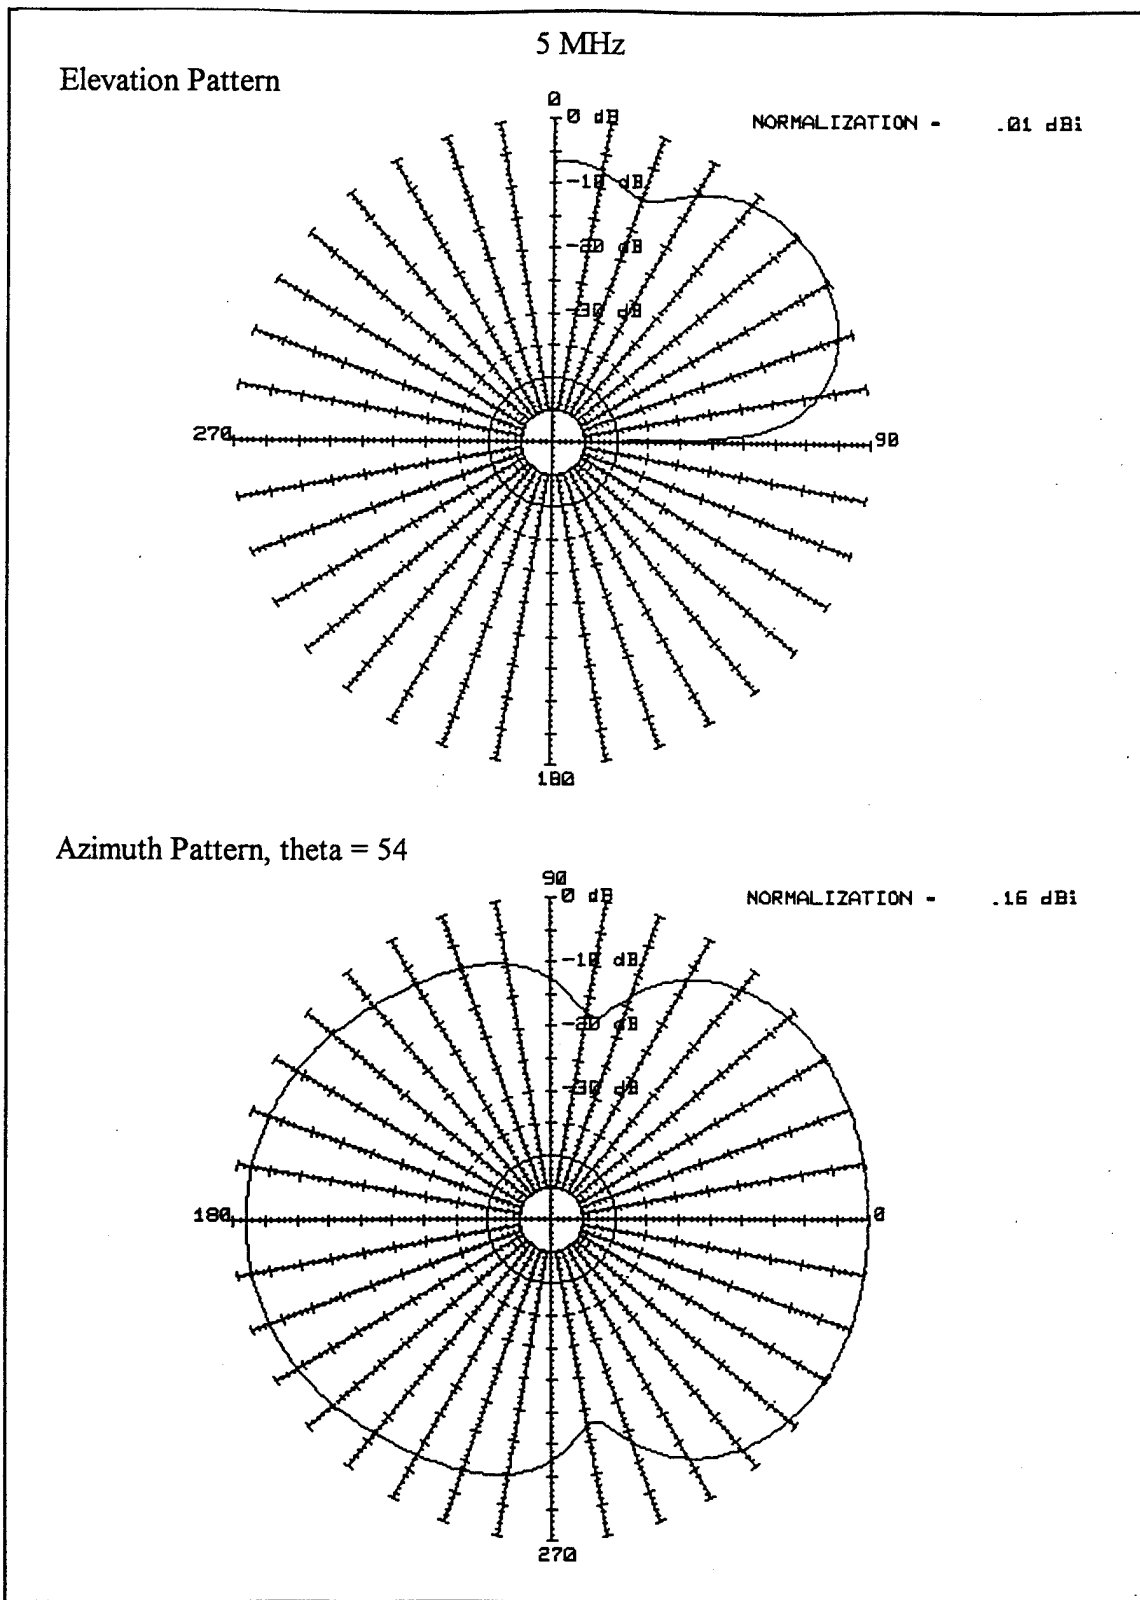 5 MHz
Elevation Pattern
0
0 dB
NORMALIZATION = .01 dBi
-10 dB
-20 dB
-30 dB
270
90
180
Azimuth Pattern, theta = 54
90
0 dB
NORMALIZATION = .16 dBi
-10 dB
-20 dB
-30 dB
180
0
270